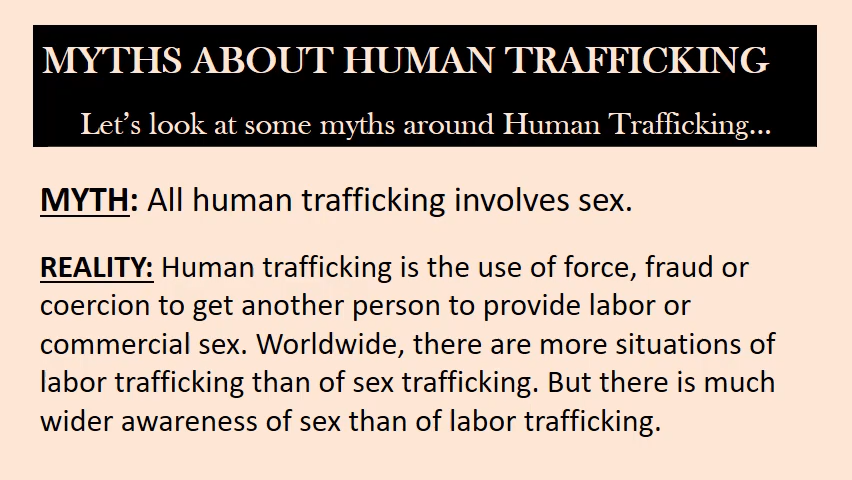 MYTHS ABOUT HUMAN TRAFFICKING
Let’s look at some myths around Human Trafficking...
MYTH: All human trafficking involves sex.
REALITY: Human trafficking is the use of force, fraud or
coercion to get another person to provide labor or
commercial sex. Worldwide, there are more situations of
labor trafficking than of sex trafficking. But there is much
wider awareness of sex than of labor trafficking.